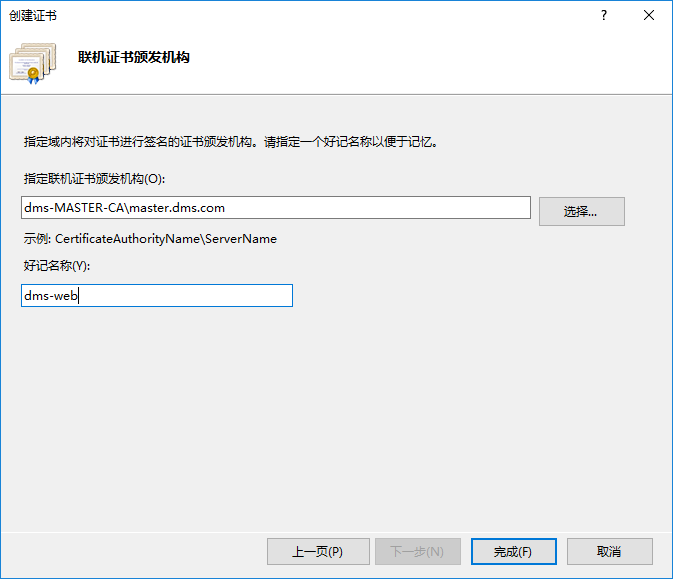 创建证书
?
联机证书颁发机构
指定域内将对证书进行签名的证书颁发机构。请指定一个好记名称以便于记忆。
指定联机证书颁发机构(O):
dms-MASTER-CA\master.dms.com
选择...
示例: CertificateAuthorityName\ServerName
好记名称(Y):
dms-web
上一页(P) 下一步(N) 完成(F) 取消